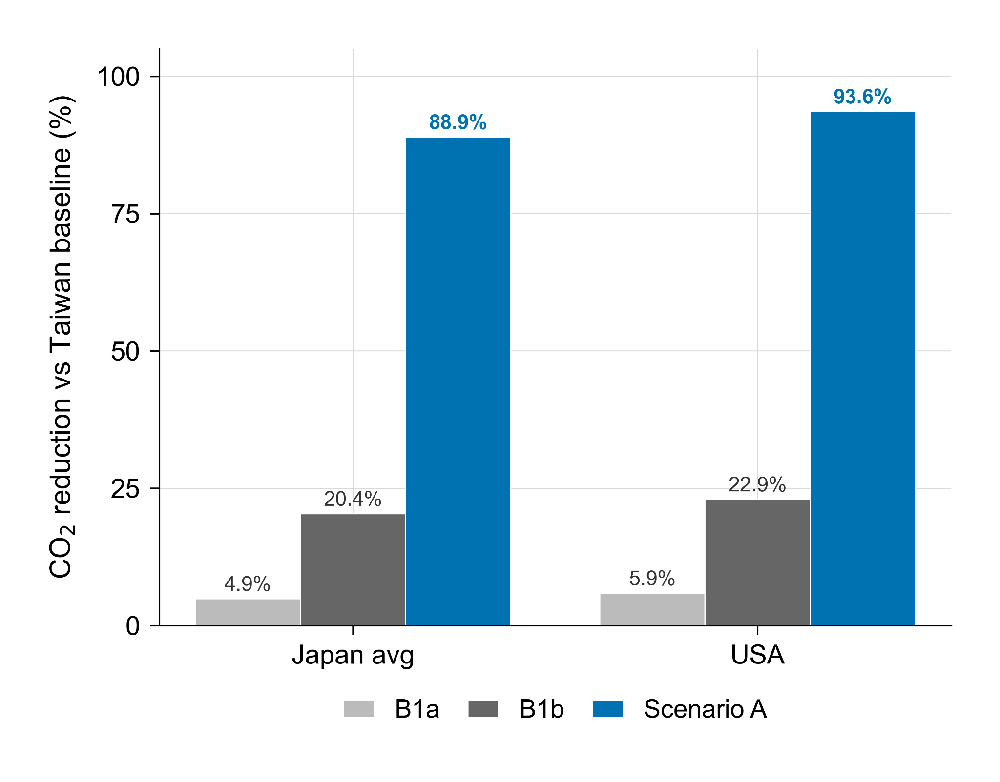 CO₂ reduction vs Taiwan baseline (%)
100
75
50
25
0
4.9%
20.4%
88.9%
5.9%
22.9%
93.6%
Japan avg
USA
B1a
B1b
Scenario A